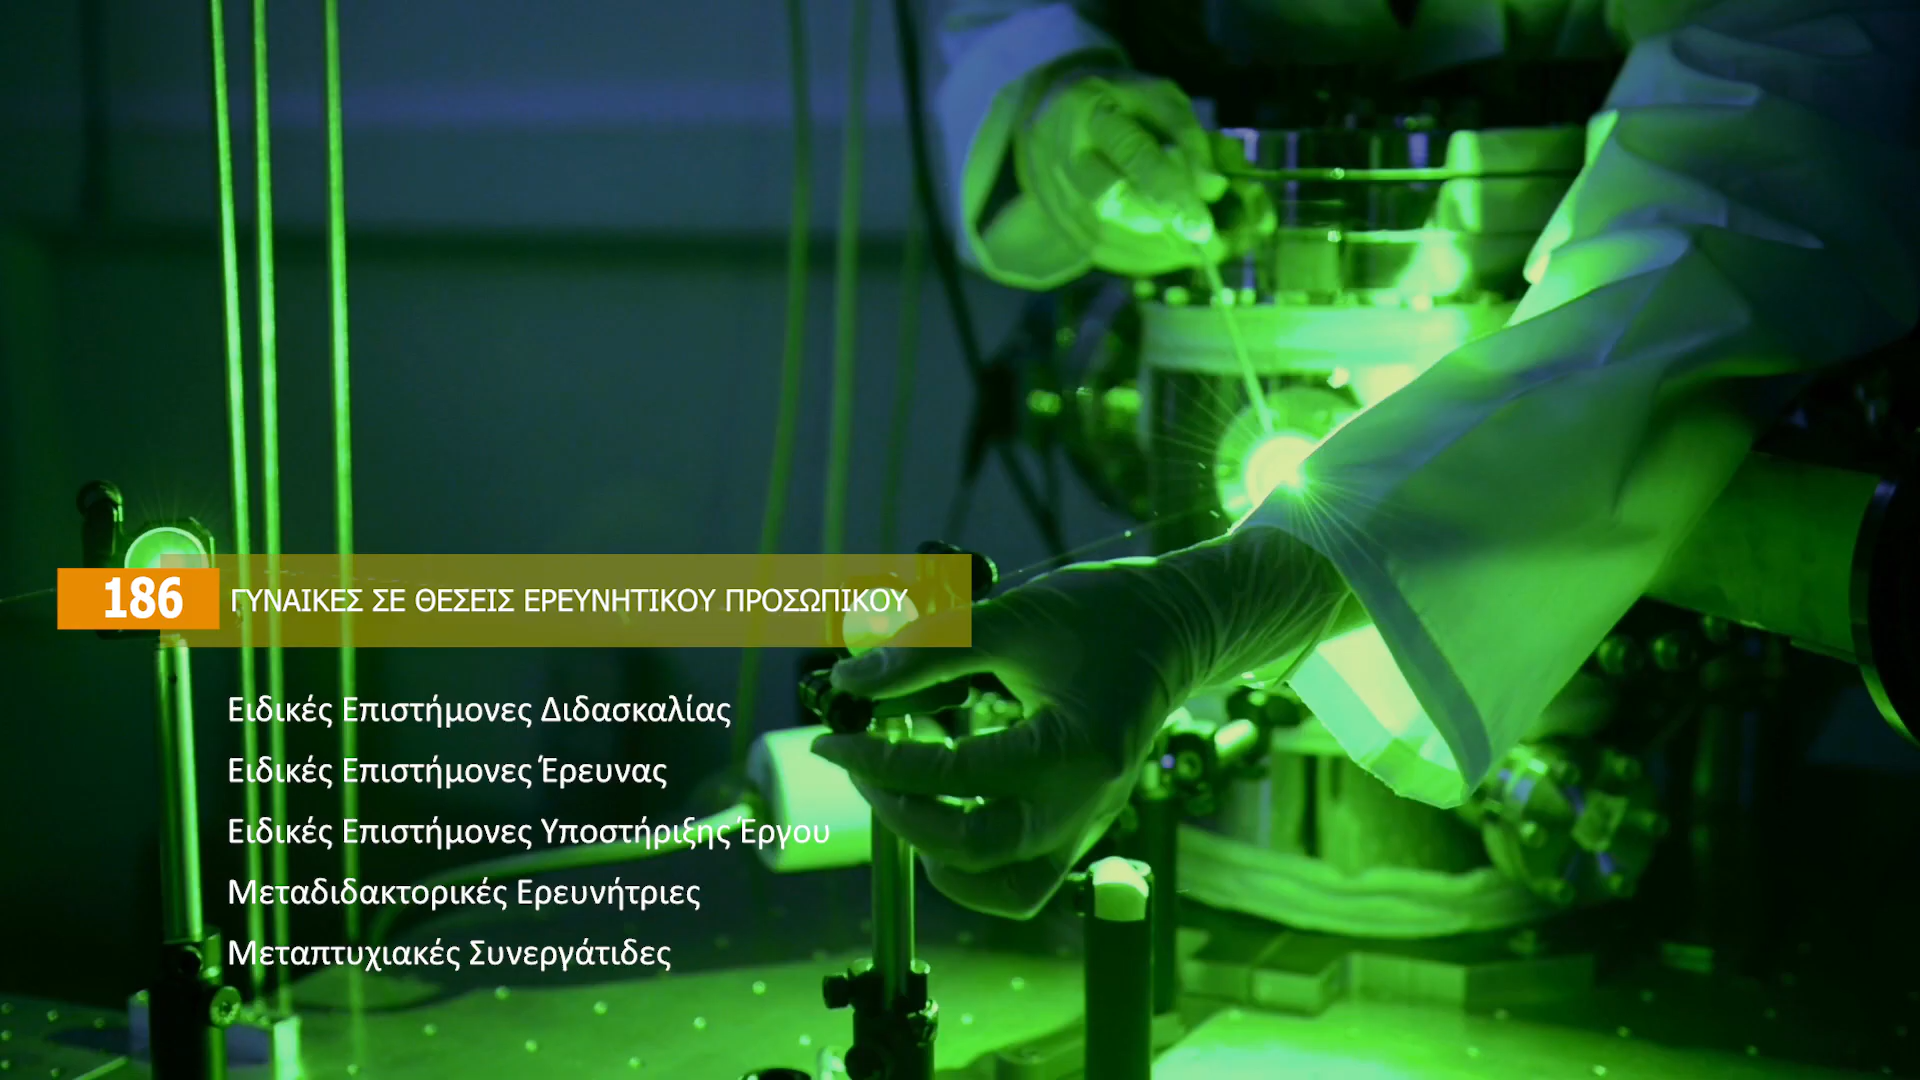 186 ΓΥΝΑΙΚΕΣ ΣΕ ΘΕΣΕΙΣ ΕΡΕΥΝΗΤΙΚΟΥ ΠΡΟΣΩΠΙΚΟΥ
Ειδικές Επιστήμονες Διδασκαλίας
Ειδικές Επιστήμονες Έρευνας
Ειδικές Επιστήμονες Υποστήριξης Έργου
Μεταδιδακτορικές Ερευνήτριες
Μεταπτυχιακές Συνεργάτιδες